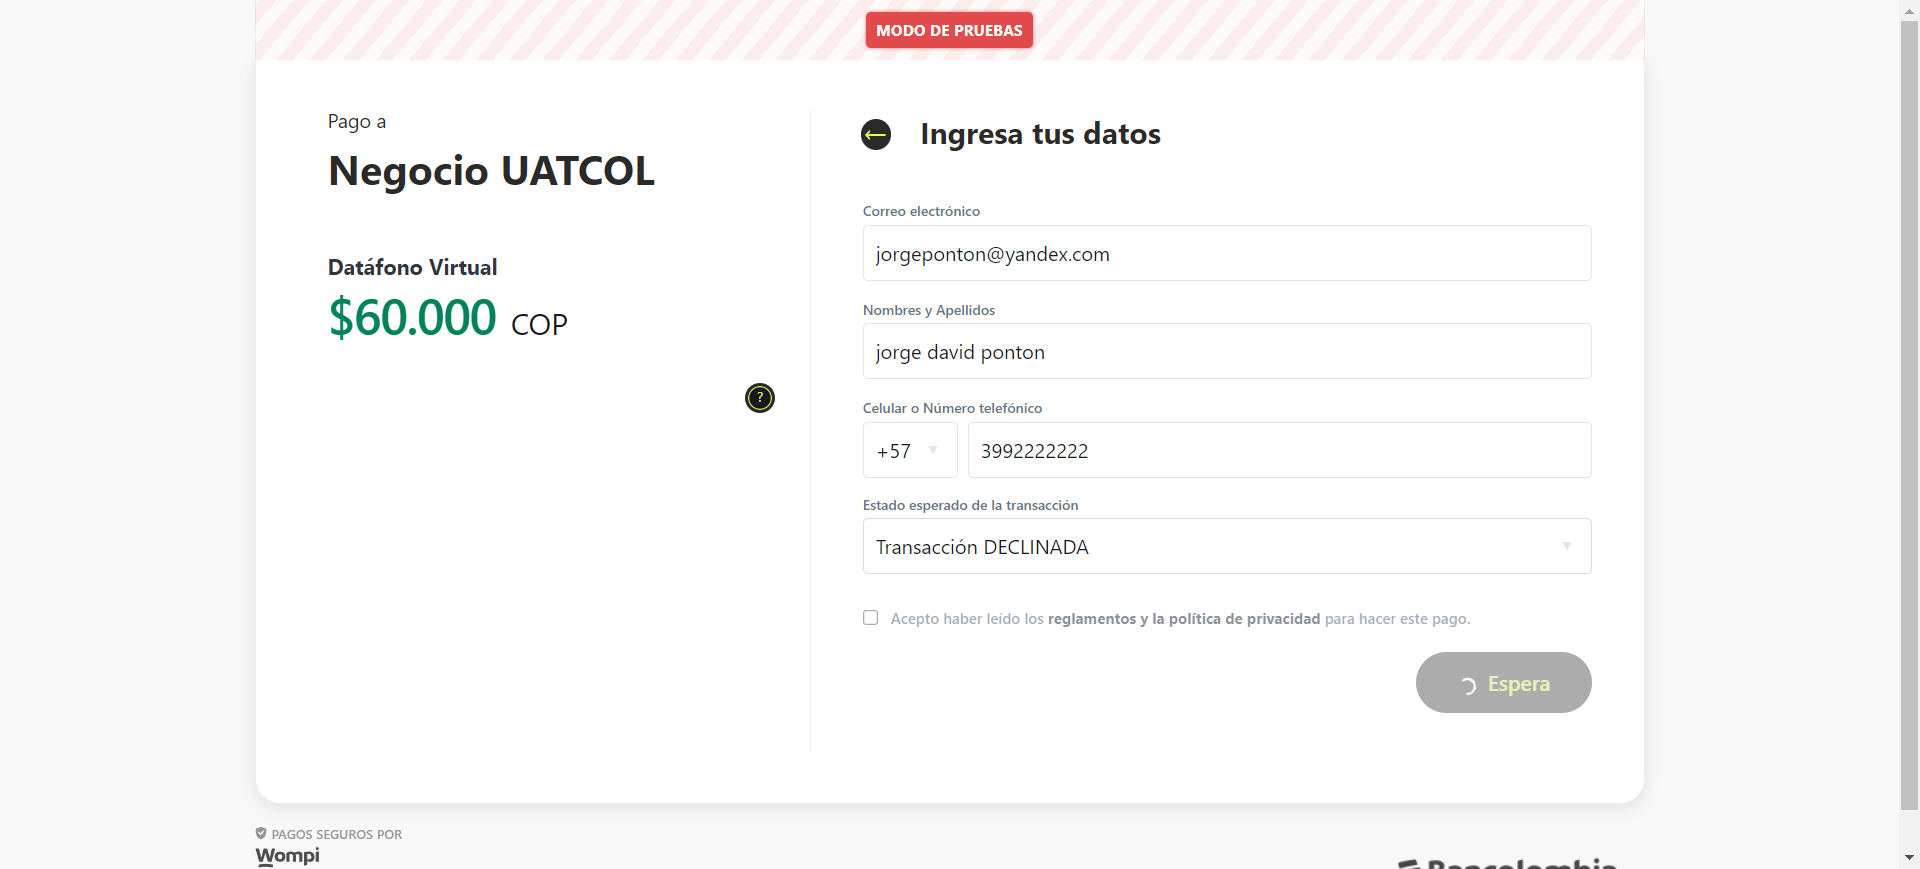 MODO DE PRUEBAS
Pago a
Negocio UATCOL
Datáfono Virtual
$60.000 COP
?
Ingresa tus datos
Correo electrónico
jorgeponton@yandex.com
Nombres y Apellidos
jorge david ponton
Celular o Número telefónico
+57 3992222222
Estado esperado de la transacción
Transacción DECLINADA
Acepto haber leído los reglamentos y la política de privacidad para hacer este pago.
Espera
PAGOS SEGUROS POR
Wompi
Bancolombia